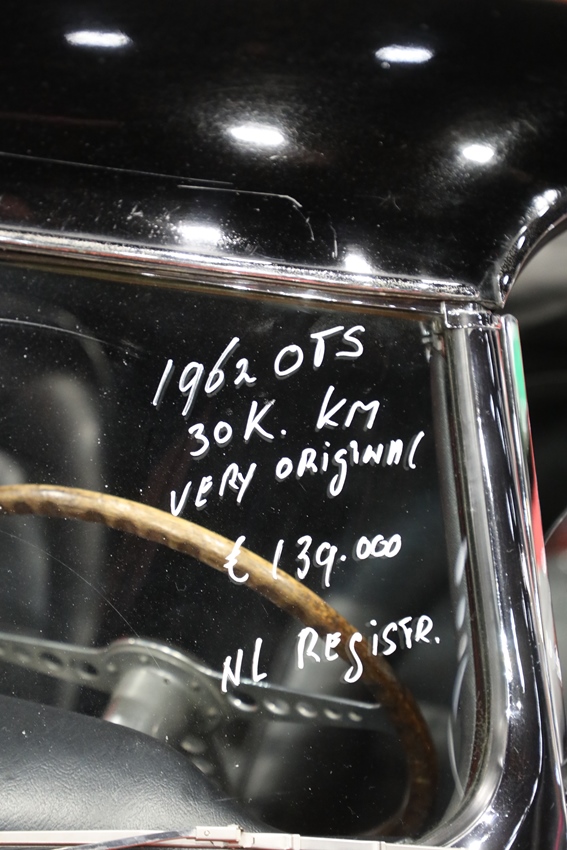 1962 OTS
30K. KM
VERY ORIGINAL
€ 139.000
NL REGISTR.